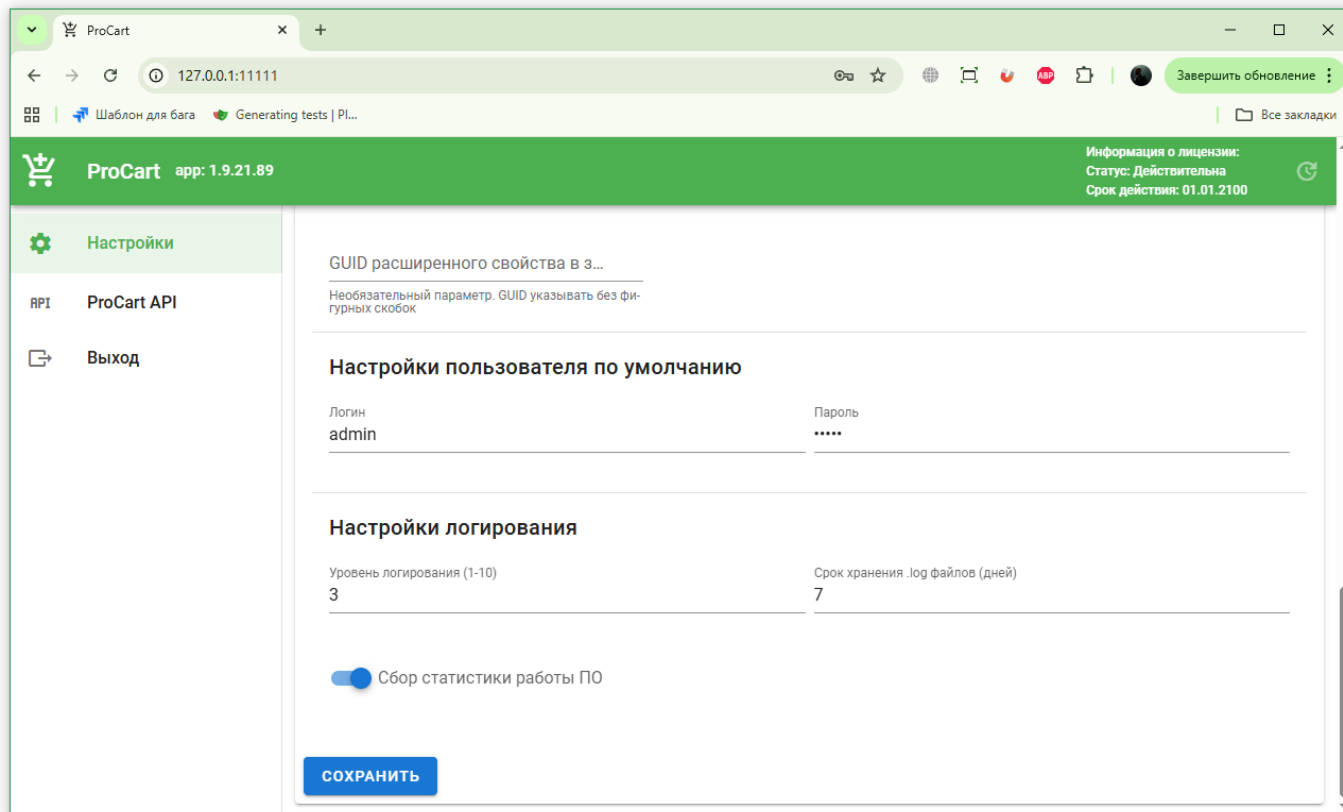 ProCart
127.0.0.1:11111
ABP
Завершить обновление
Шаблон для бага
Generating tests | Pl...
Все закладки
ProCart app: 1.9.21.89
Информация о лицензии:
Статус: Действительна
Срок действия: 01.01.2100
Настройки
API ProCart API
Выход
GUID расширенного свойства в з...
Необязательный параметр. GUID указывать без фи-
гурных скобок
Настройки пользователя по умолчанию
Логин
admin
Пароль
•••••
Настройки логирования
Уровень логирования (1-10)
3
Срок хранения .log файлов (дней)
7
Сбор статистики работы ПО
СОХРАНИТЬ